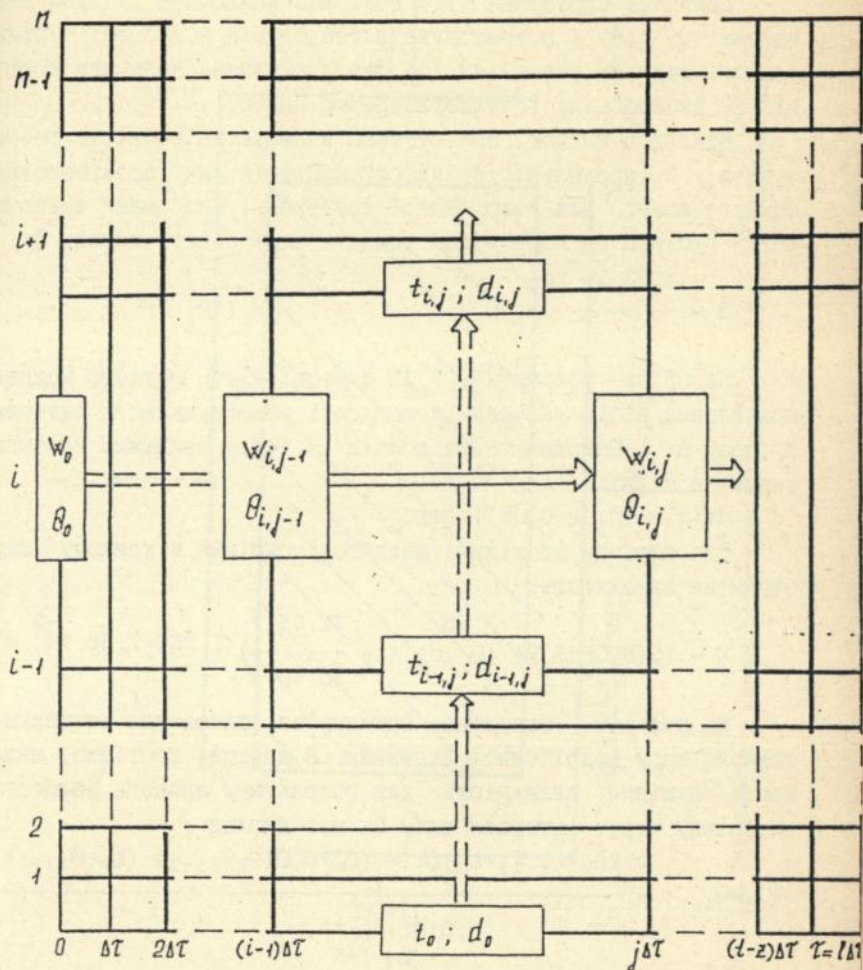 n
n-1
i+1
t_{i,j} ; d_{i,j}
W_0
θ_0
i
W_{i,j-1}
θ_{i,j-1}
W_{i,j}
θ_{i,j}
i-1
t_{i-1,j} ; d_{i-1,j}
2
1
t_0 ; d_0
0 Δτ 2Δτ (i-1)Δτ jΔτ (l-2)Δτ τ=lΔτ